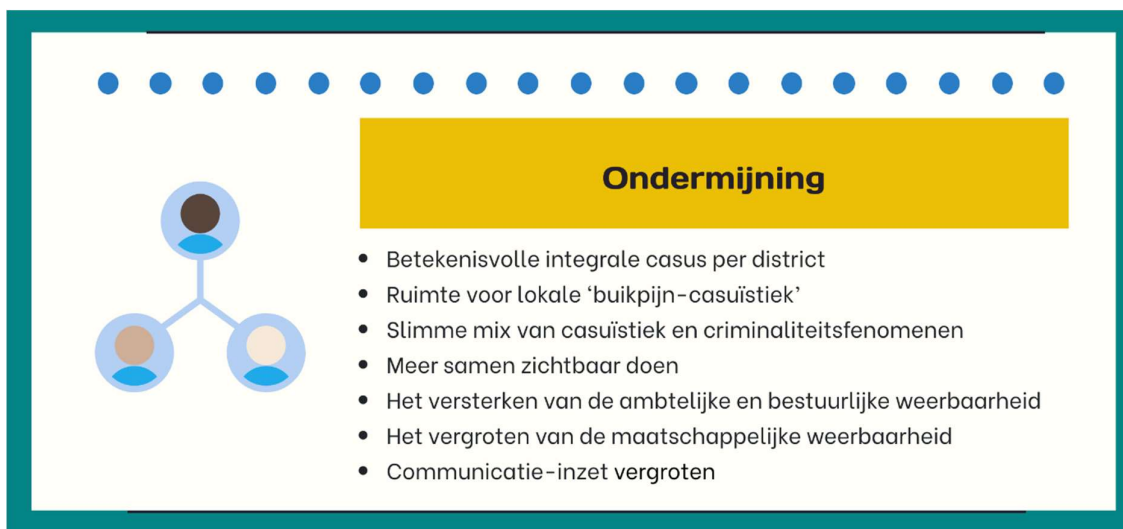 Ondermijning
• Betekenisvolle integrale casus per district
• Ruimte voor lokale ‘buikpijn-casuïstiek’
• Slimme mix van casuïstiek en criminaliteitsfenomenen
• Meer samen zichtbaar doen
• Het versterken van de ambtelijke en bestuurlijke weerbaarheid
• Het vergroten van de maatschappelijke weerbaarheid
• Communicatie-inzet vergroten